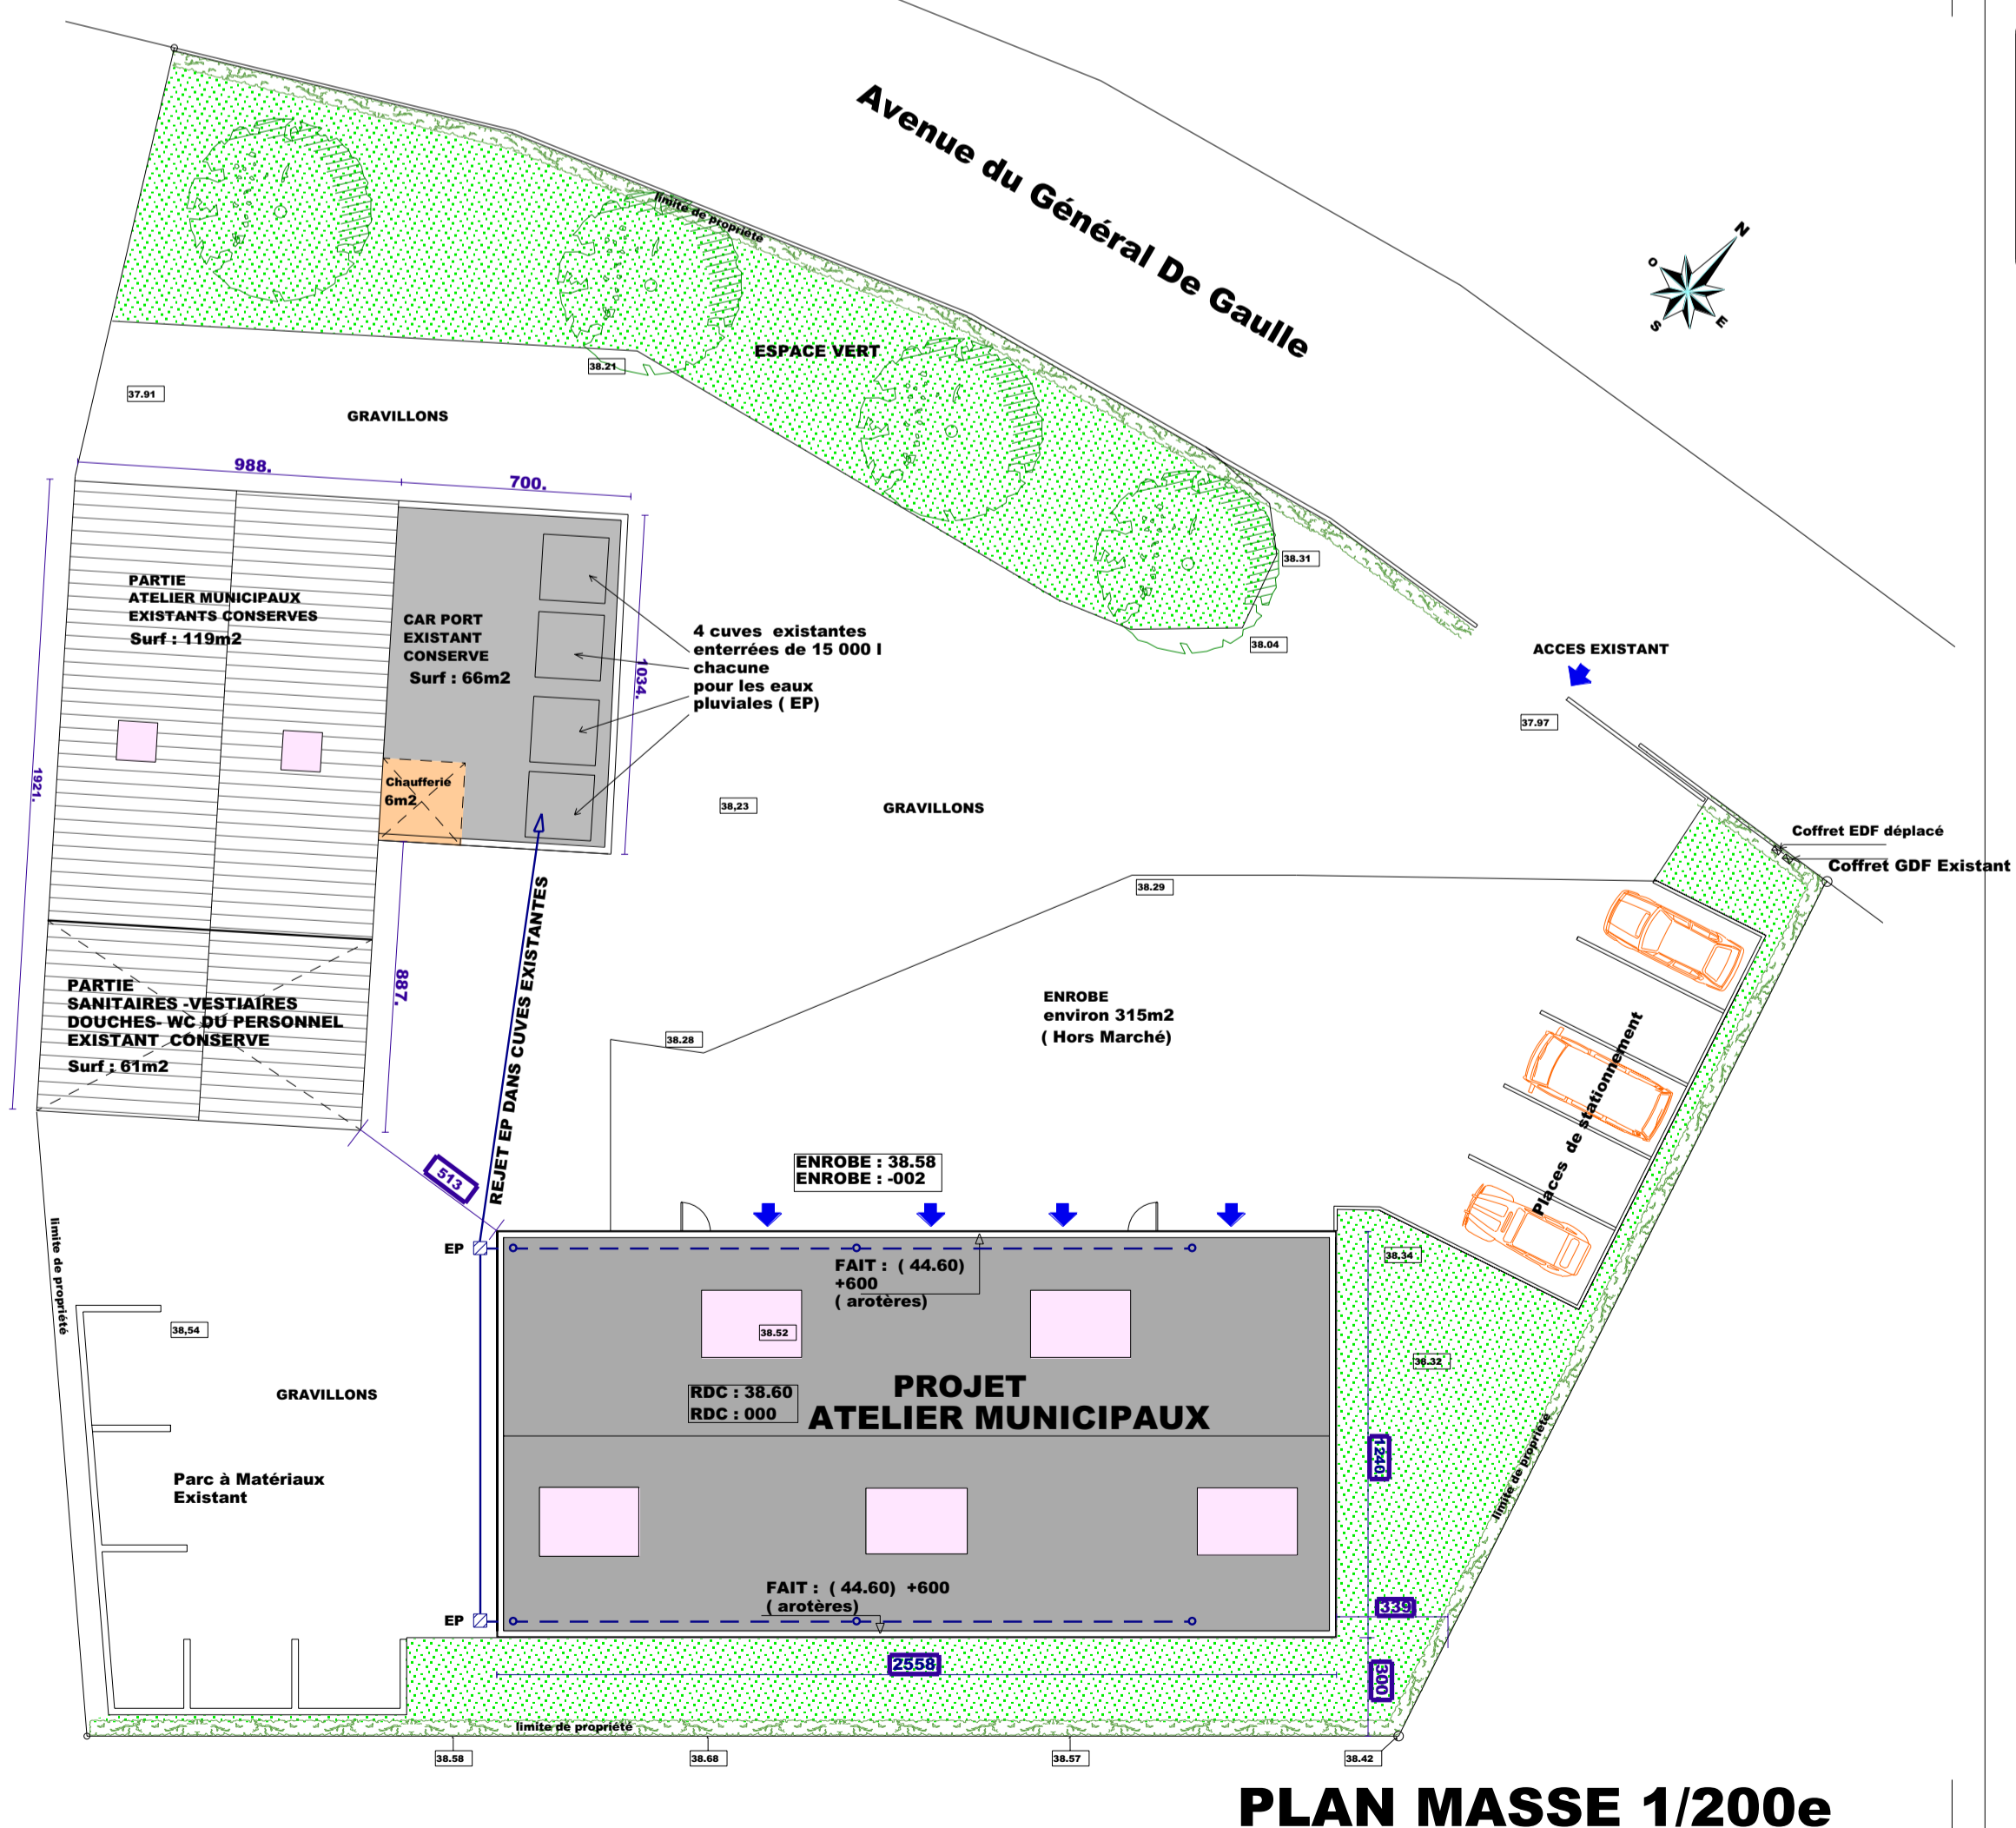 Avenue du Général De Gaulle
N
O
S
E
limite de propriété
ESPACE VERT
38.21
37.91
GRAVILLONS
988.
700.
38.31
38.04
PARTIE
ATELIER MUNICIPAUX
EXISTANTS CONSERVES
Surf : 119m2
CAR PORT
EXISTANT
CONSERVE
Surf : 66m2
4 cuves existantes
enterrées de 15 000 l
chacune
pour les eaux
pluviales ( EP)
1034.
ACCES EXISTANT
37.97
1921.
Chaufferie
6m2
38,23
GRAVILLONS
Coffret EDF déplacé
Coffret GDF Existant
38.29
REJET EP DANS CUVES EXISTANTES
887.
PARTIE
SANITAIRES -VESTIAIRES
DOUCHES- WC DU PERSONNEL
EXISTANT CONSERVE
Surf : 61m2
38.28
ENROBE
environ 315m2
( Hors Marché)
Places de stationnement
513
ENROBE : 38.58
ENROBE : -002
limite de propriété
EP
FAIT : ( 44.60)
+600
( arotères)
38.34
38,54
38.52
38.32
GRAVILLONS
RDC : 38.60
RDC : 000
PROJET
ATELIER MUNICIPAUX
1240
limite de propriété
Parc à Matériaux
Existant
FAIT : ( 44.60) +600
( arotères)
EP
339
2558
300
limite de propriété
38.58
38.68
38.57
38.42
PLAN MASSE 1/200e